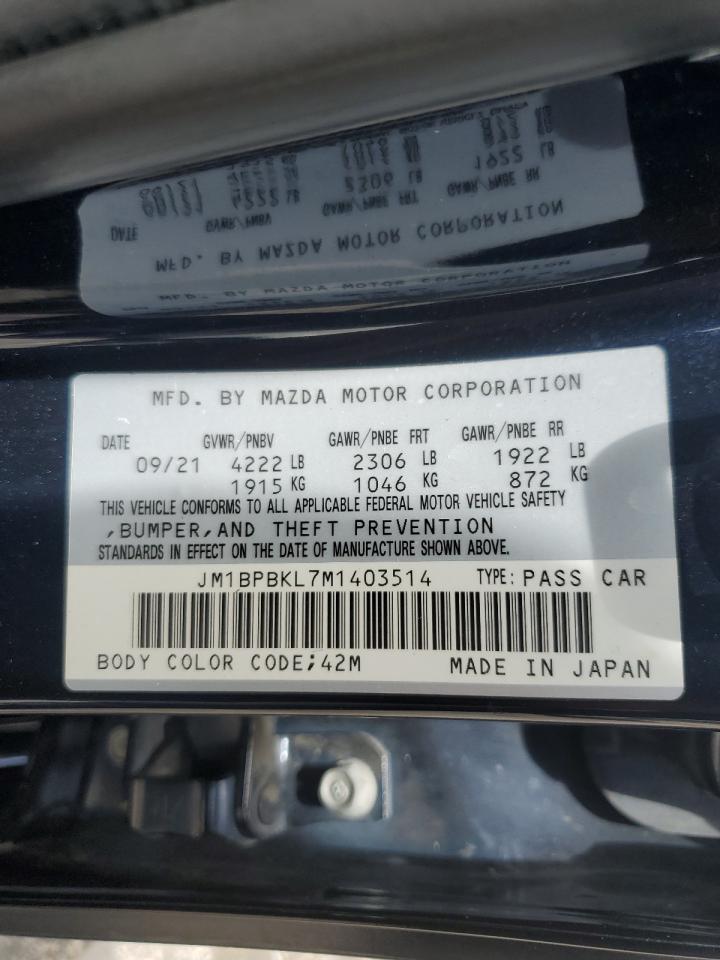 MFD. BY MAZDA MOTOR CORPORATION
DATE GVWR/PNBV GAWR/PNBE FRT GAWR/PNBE RR
09/21 4222 LB 2306 LB 1922 LB
1915 KG 1046 KG 872 KG
THIS VEHICLE CONFORMS TO ALL APPLICABLE FEDERAL MOTOR VEHICLE SAFETY
,BUMPER,AND THEFT PREVENTION
STANDARDS IN EFFECT ON THE DATE OF MANUFACTURE SHOWN ABOVE.
JM1BPBKL7M1403514 TYPE: PASS CAR
BODY COLOR CODE;42M MADE IN JAPAN